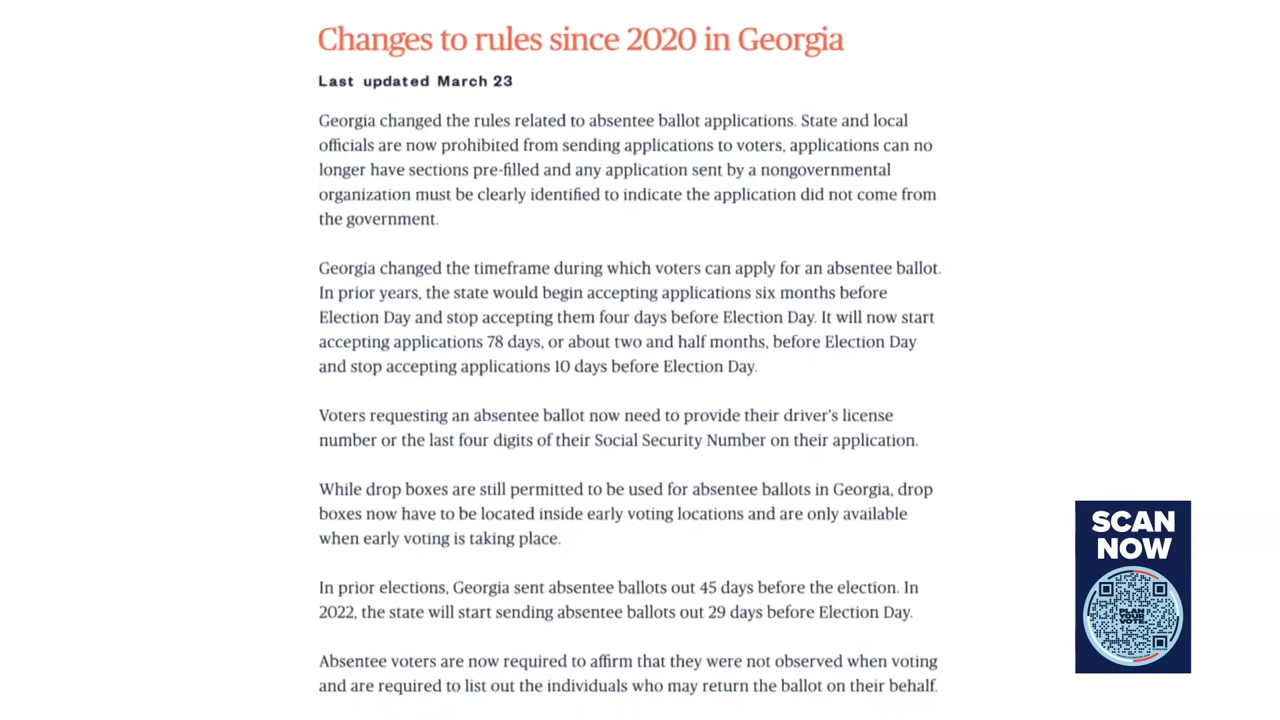 Changes to rules since 2020 in Georgia
Last updated March 23
Georgia changed the rules related to absentee ballot applications. State and local
officials are now prohibited from sending applications to voters, applications can no
longer have sections pre-filled and any application sent by a nongovernmental
organization must be clearly identified to indicate the application did not come from
the government.
Georgia changed the timeframe during which voters can apply for an absentee ballot.
In prior years, the state would begin accepting applications six months before
Election Day and stop accepting them four days before Election Day. It will now start
accepting applications 78 days, or about two and half months, before Election Day
and stop accepting applications 10 days before Election Day.
Voters requesting an absentee ballot now need to provide their driver's license
number or the last four digits of their Social Security Number on their application.
While drop boxes are still permitted to be used for absentee ballots in Georgia, drop
boxes now have to be located inside early voting locations and are only available
when early voting is taking place.
In prior elections, Georgia sent absentee ballots out 45 days before the election. In
2022, the state will start sending absentee ballots out 29 days before Election Day.
Absentee voters are now required to affirm that they were not observed when voting
and are required to list out the individuals who may return the ballot on their behalf.
SCAN
NOW
PLAN
YOUR
VOTE.